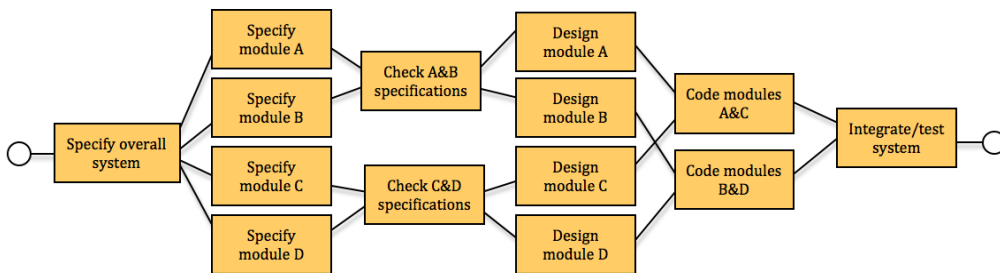 Specify overall
system
Specify
module A
Specify
module B
Specify
module C
Specify
module D
Check A&B
specifications
Check C&D
specifications
Design
module A
Design
module B
Design
module C
Design
module D
Code modules
A&C
Code modules
B&D
Integrate/test
system